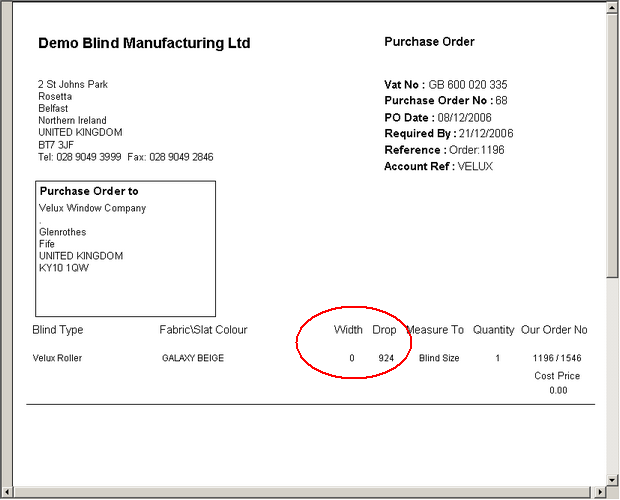 Demo Blind Manufacturing Ltd
Purchase Order
2 St Johns Park
Rosetta
Belfast
Northern Ireland
UNITED KINGDOM
BT7 3JF
Tel: 028 9049 3999 Fax: 028 9049 2846
Vat No : GB 600 020 335
Purchase Order No : 68
PO Date : 08/12/2006
Required By : 21/12/2006
Reference : Order:1196
Account Ref : VELUX
Purchase Order to
Velux Window Company
.
Glenrothes
Fife
UNITED KINGDOM
KY10 1QW
Blind Type Fabric\Slat Colour Width Drop Measure To Quantity Our Order No
Velux Roller GALAXY BEIGE 0 924 Blind Size 1 1196 / 1546
Cost Price
0.00